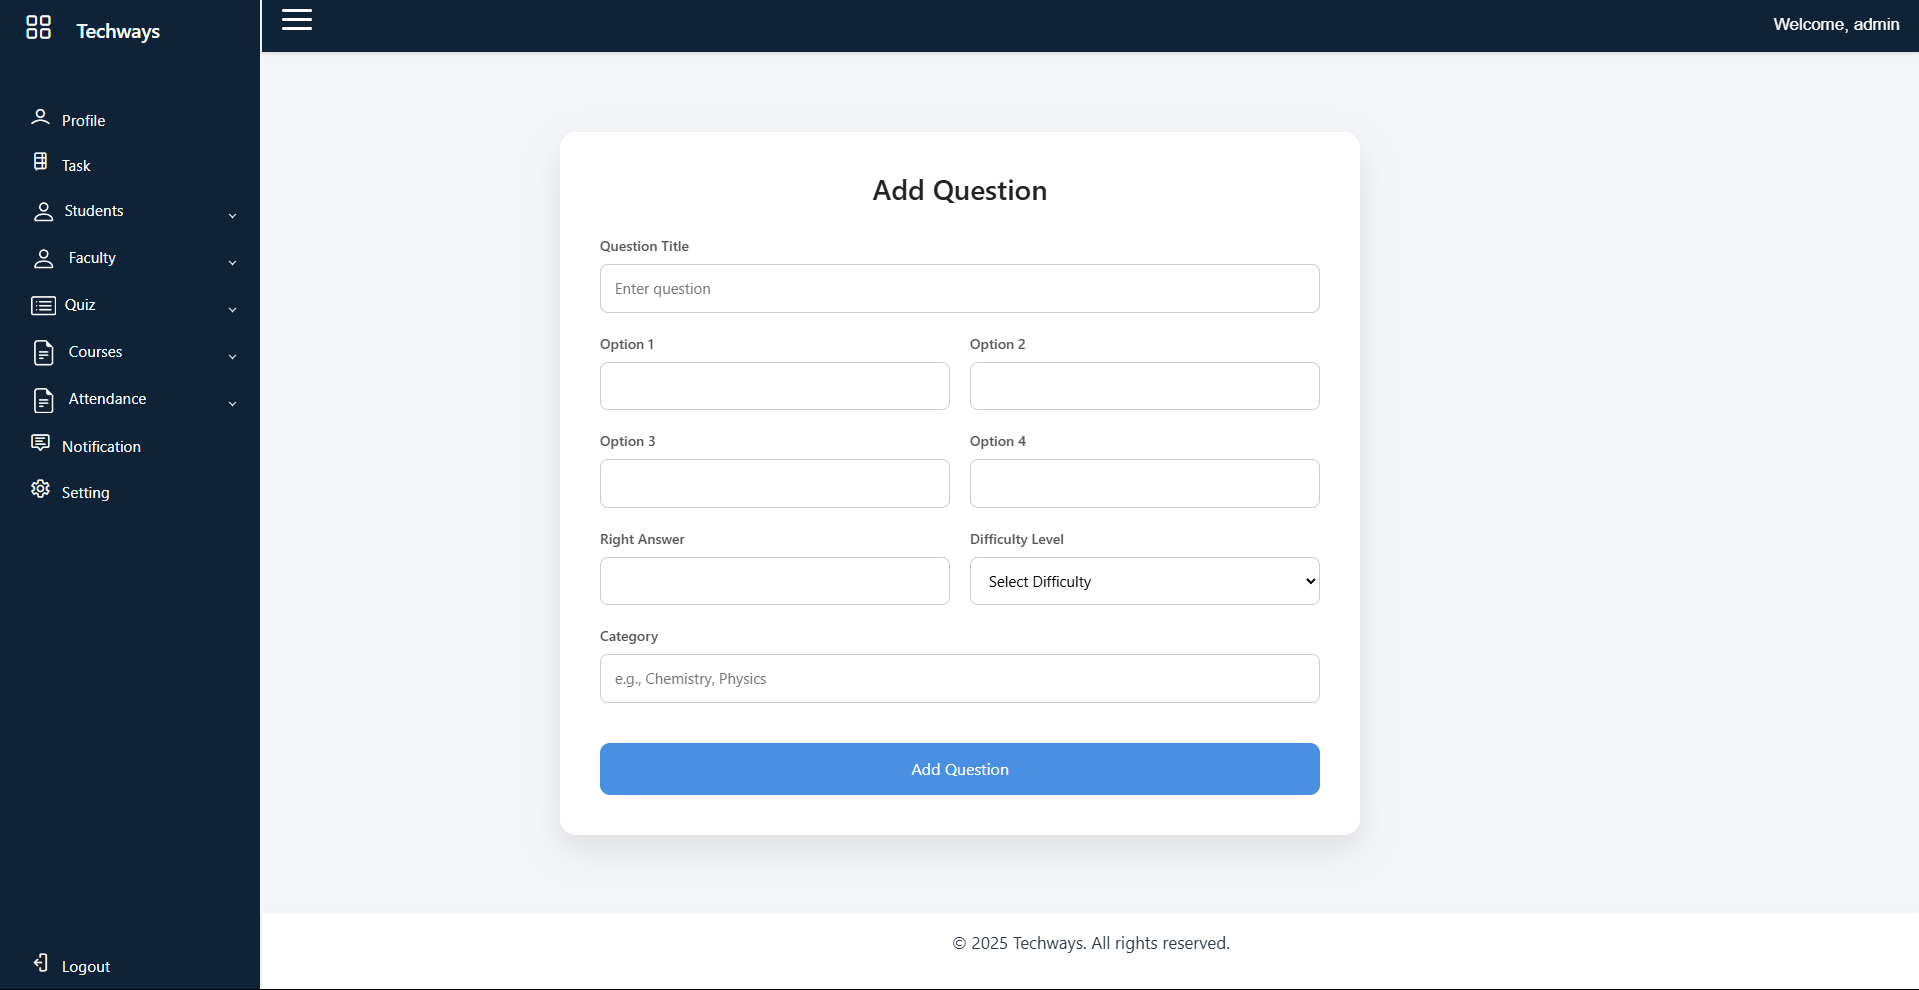 Techways
Welcome, admin
Profile
Task
Students
Faculty
Quiz
Courses
Attendance
Notification
Setting
Logout
Add Question
Question Title
Enter question
Option 1
Option 2
Option 3
Option 4
Right Answer
Difficulty Level
Select Difficulty
Category
e.g., Chemistry, Physics
Add Question
© 2025 Techways. All rights reserved.